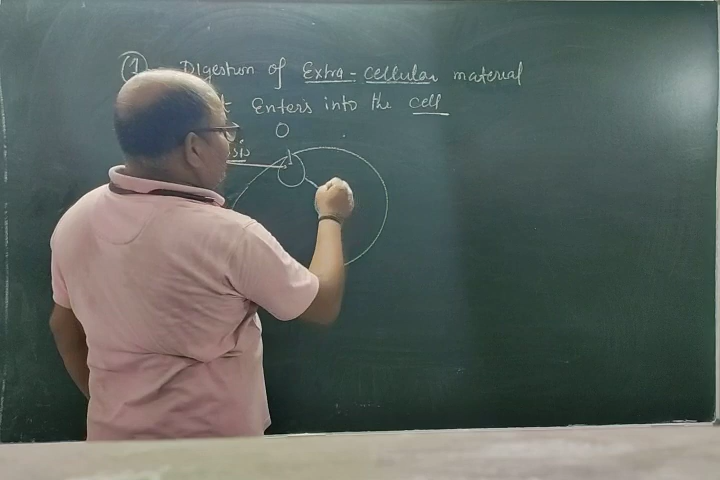 (1) Digestion of Extra-cellular material
Enters into the cell